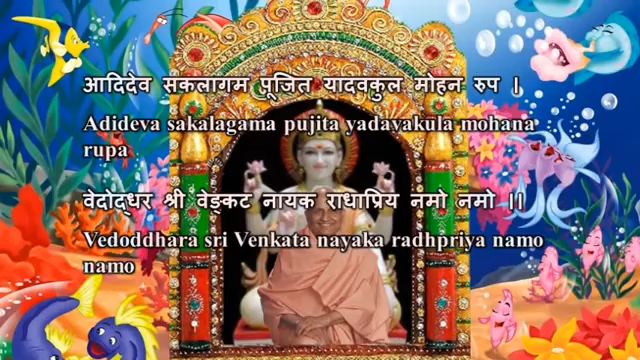 आदिदेव सकलागम पूजित यादवकुल मोहन रुप ।
Adideva sakalagama pujita yadavakula mohana
rupa
वेदोद्धर श्री वेङ्कट नायक राधाप्रिय नमो नमो ।।
Vedoddhara sri Venkata nayaka radhpriya namo
namo